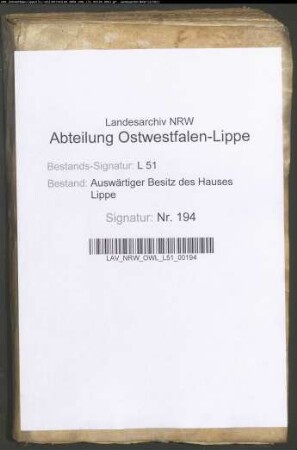 Landesarchiv NRW
Abteilung Ostwestfalen-Lippe
Bestands-Signatur: L 51
Bestand: Auswärtiger Besitz des Hauses
Lippe
Signatur: Nr. 194
LAV_NRW_OWL_L51_00194